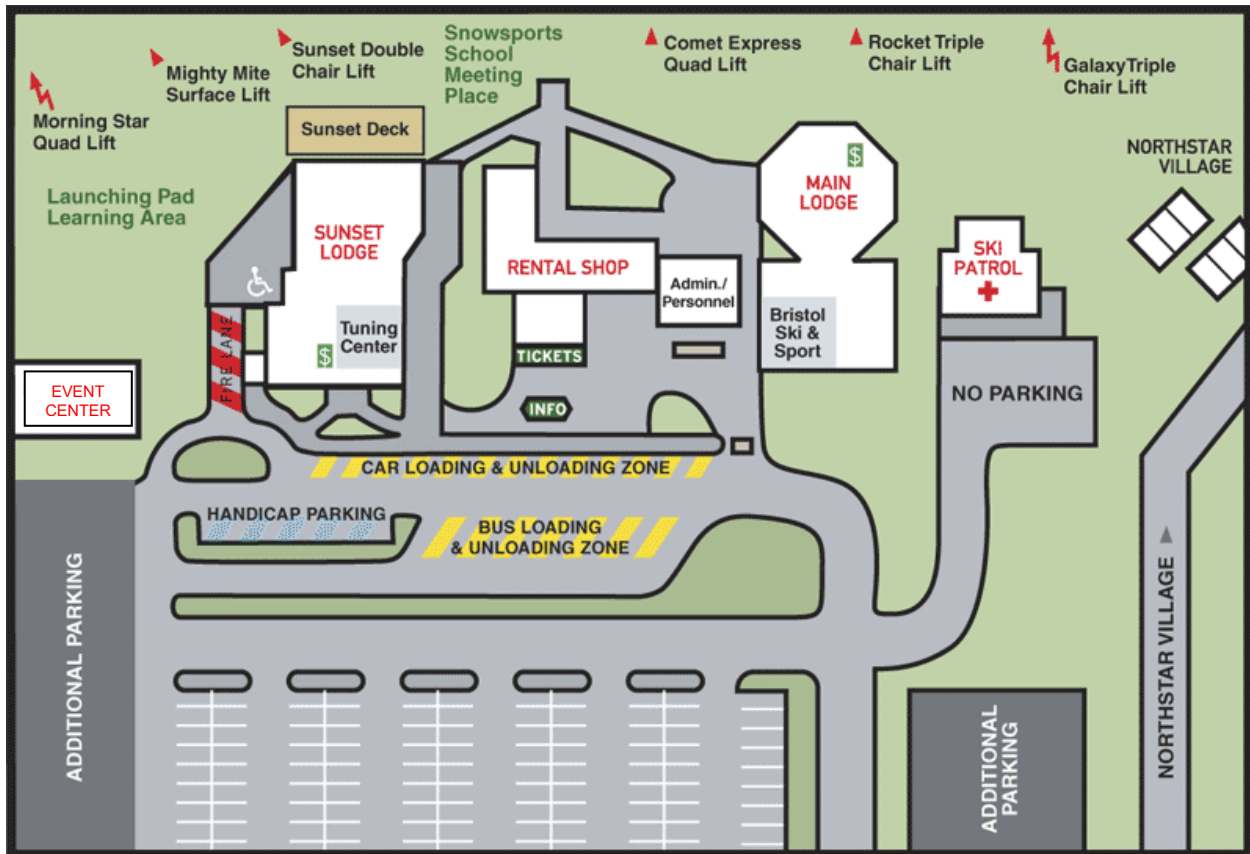 Snowsports
School
Meeting
Place
Sunset Double
Chair Lift
Comet Express
Quad Lift
Rocket Triple
Chair Lift
GalaxyTriple
Chair Lift
Mighty Mite
Surface Lift
Morning Star
Quad Lift
Sunset Deck
NORTHSTAR
VILLAGE
Launching Pad
Learning Area
$
MAIN
LODGE
SUNSET
LODGE
RENTAL SHOP
SKI
PATROL
Admin./
Personnel
Bristol
Ski &
Sport
Tuning
Center
$
TICKETS
FIRE LANE
EVENT
CENTER
INFO
NO PARKING
CAR LOADING & UNLOADING ZONE
HANDICAP PARKING
BUS LOADING
& UNLOADING ZONE
ADDITIONAL PARKING
ADDITIONAL
PARKING
NORTHSTAR VILLAGE